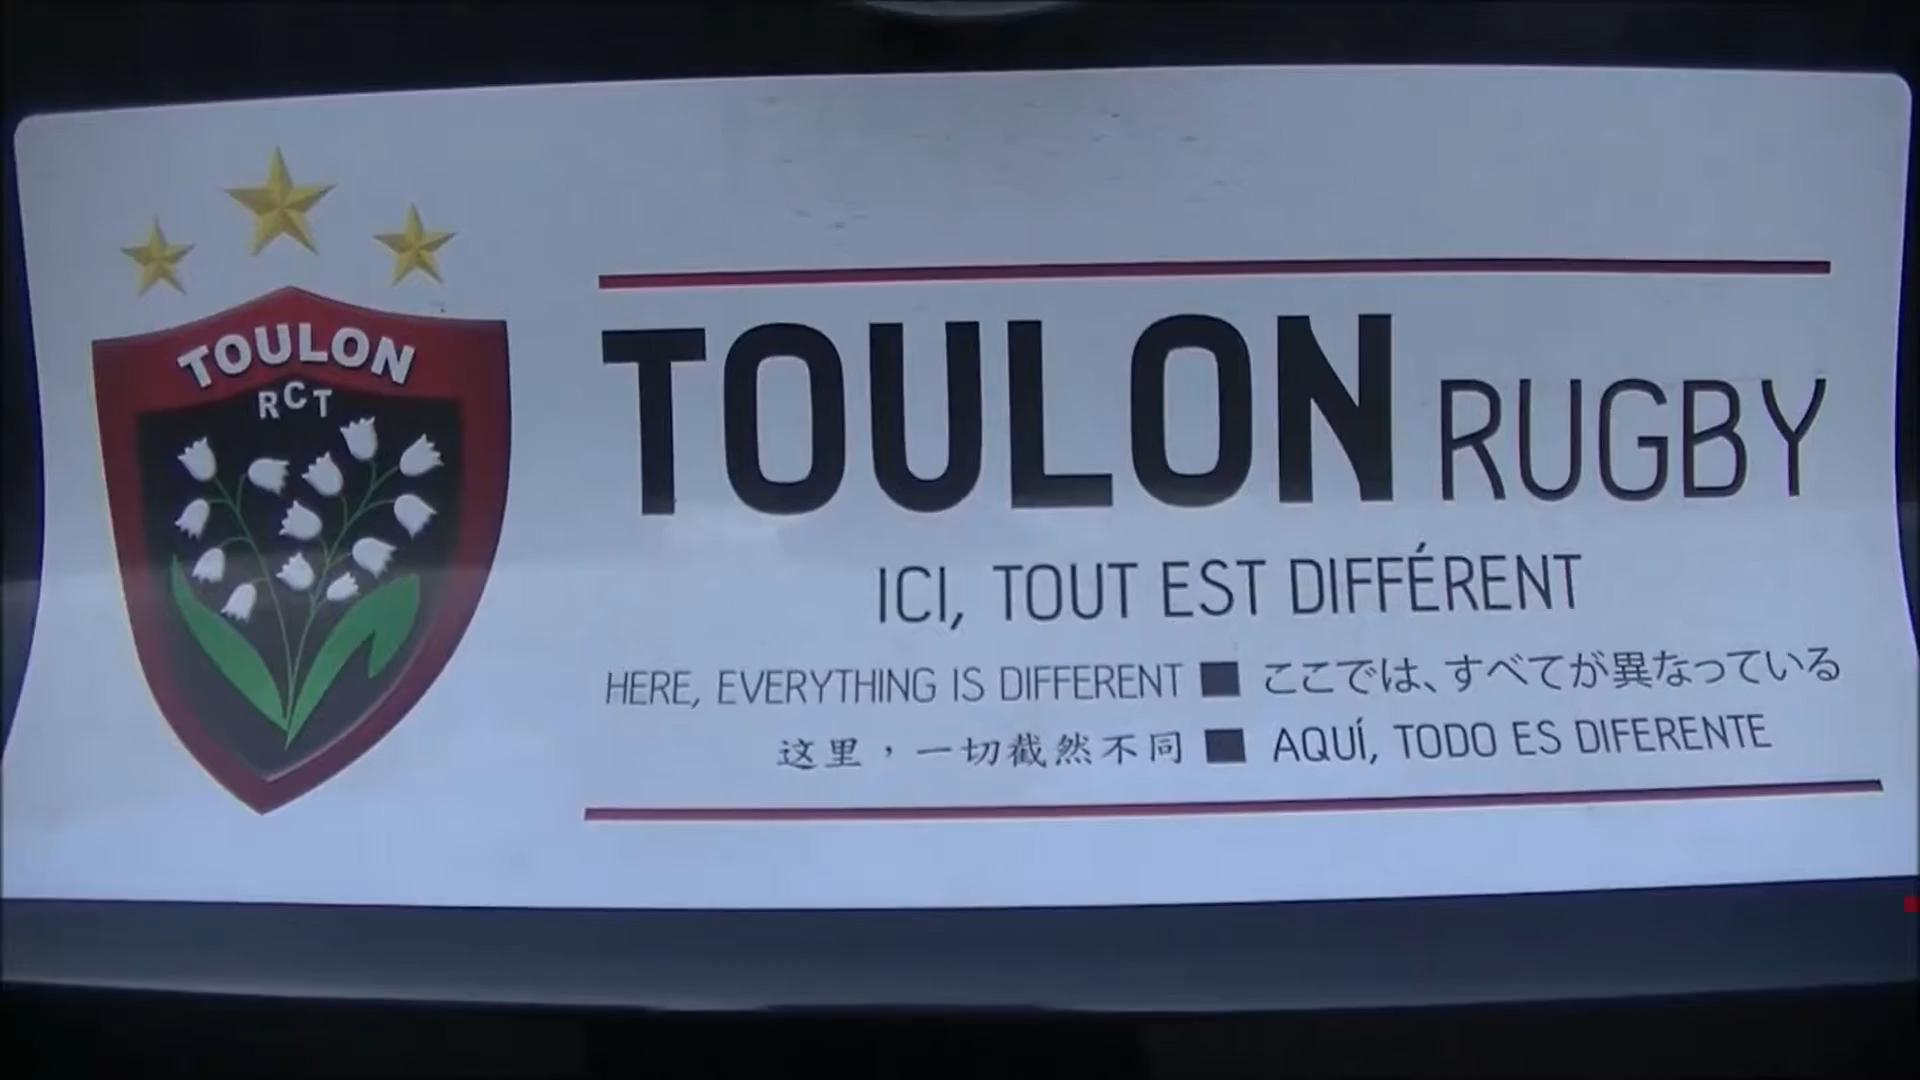 TOULON
RCT
TOULON RUGBY
ICI, TOUT EST DIFFÉRENT
HERE, EVERYTHING IS DIFFERENT ■ ここでは、すべてが異なっている
这里，一切截然不同 ■ AQUÍ, TODO ES DIFERENTE